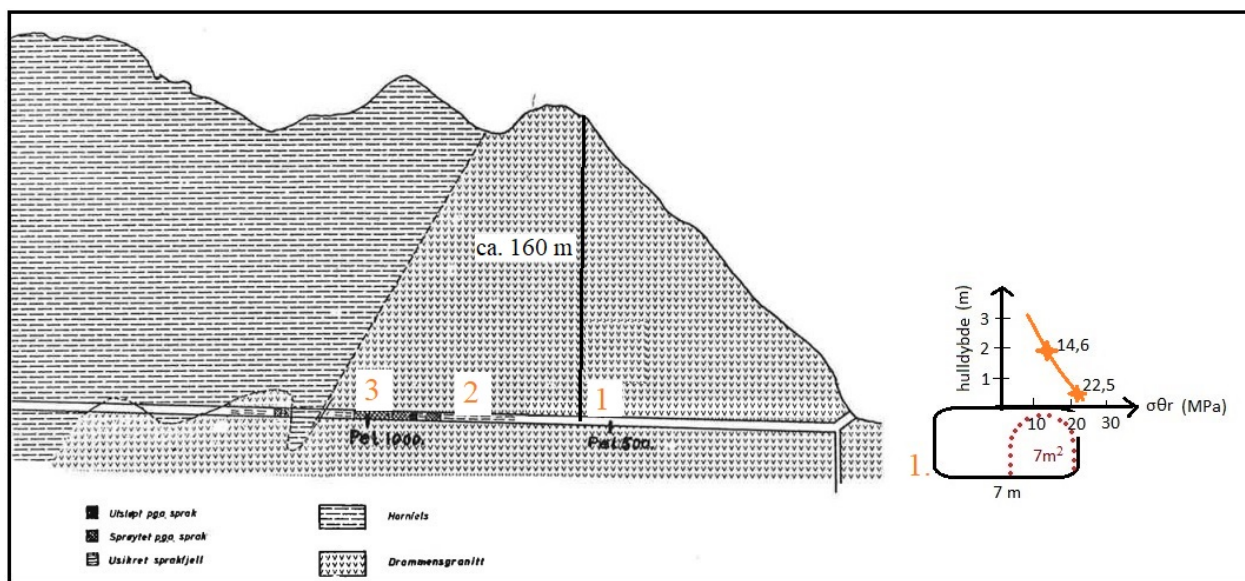 ca. 160 m
3
2
1
Pel 1000.
Pel 500.
Utsløpt pga. sprak
Sprøytet pga. sprak
Usikret sprakfjell
Hornfels
Drammensgranitt
hulldybde (m)
3
2
1
14,6
22,5
10 20 30
σθr (MPa)
1.
7m²
7 m